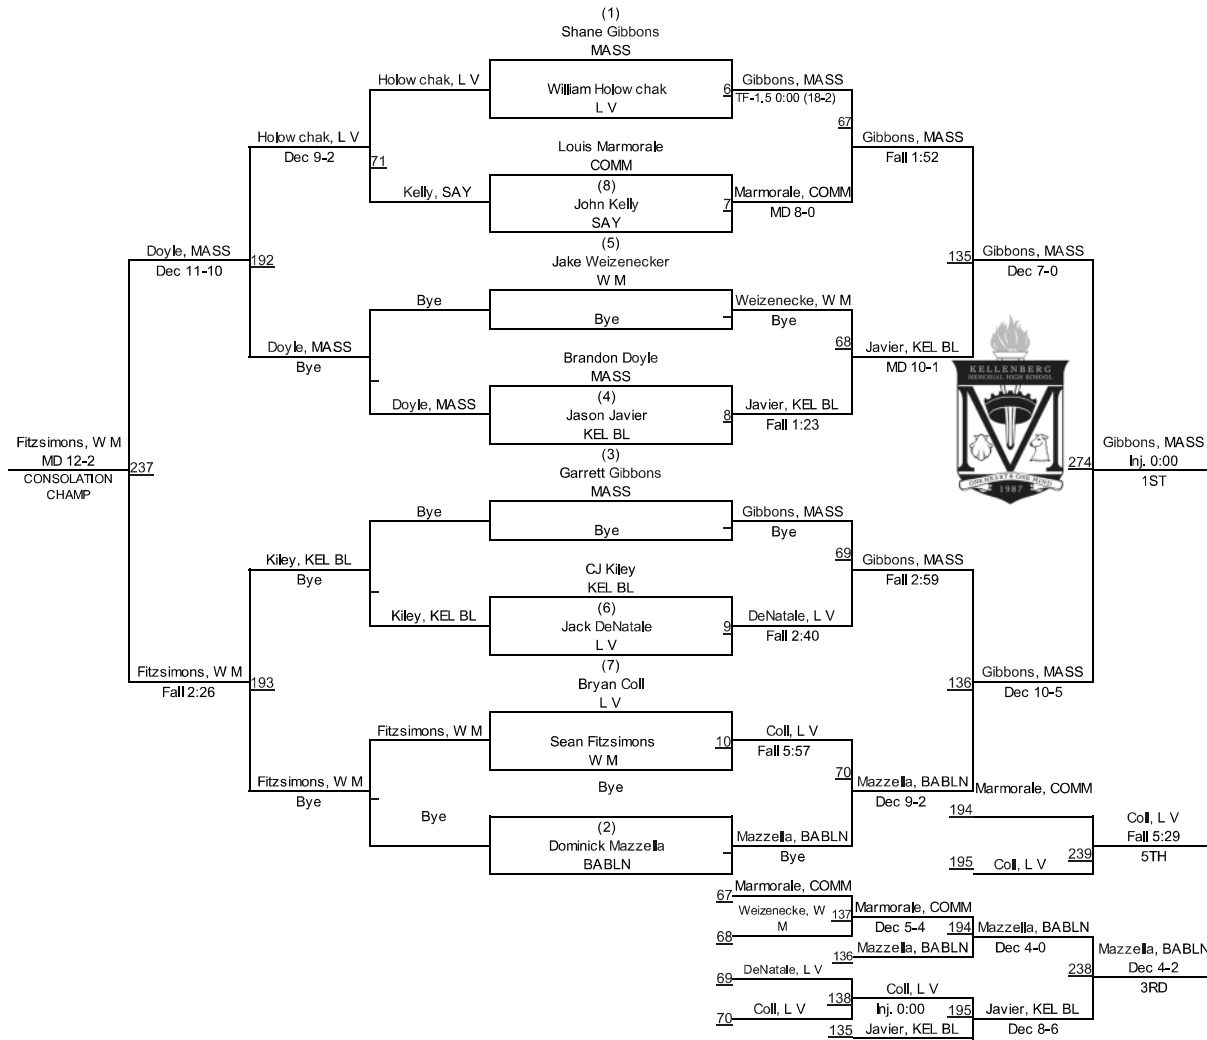 (1)
Shane Gibbons
MASS
Holow chak, L V
William Holow chak
L V
6
Gibbons, MASS
TF-1.5 0:00 (18-2)
67
Holow chak, L V
Dec 9-2
71
Louis Marmorale
COMM
Gibbons, MASS
Fall 1:52
Kelly, SAY
(8)
John Kelly
SAY
7
Marmorale, COMM
MD 8-0
Doyle, MASS
Dec 11-10
192
(5)
Jake Weizenecker
W M
135
Gibbons, MASS
Dec 7-0
Bye
Bye
Weizenecke, W M
Bye
68
Doyle, MASS
Bye
Brandon Doyle
MASS
Javier, KEL BL
MD 10-1
KELLENBERG
MEMORIAL HIGH SCHOOL
Doyle, MASS
(4)
Jason Javier
KEL BL
8
Javier, KEL BL
Fall 1:23
Fitzsimons, W M
MD 12-2
CONSOLATION
CHAMP
237
(3)
Garrett Gibbons
MASS
ONE HEART & ONE MIND
1987
274
Gibbons, MASS
Inj. 0:00
1ST
Bye
Bye
Gibbons, MASS
Bye
69
Kiley, KEL BL
Bye
CJ Kiley
KEL BL
Gibbons, MASS
Fall 2:59
Kiley, KEL BL
(6)
Jack DeNatale
L V
9
DeNatale, L V
Fall 2:40
Fitzsimons, W M
Fall 2:26
193
(7)
Bryan Coll
L V
136
Gibbons, MASS
Dec 10-5
Fitzsimons, W M
Sean Fitzsimons
W M
10
Coll, L V
Fall 5:57
70
Fitzsimons, W M
Bye
Bye
Mazzella, BABLN
Dec 9-2
Marmorale, COMM
194
Bye
(2)
Dominick Mazzella
BABLN
Mazzella, BABLN
Bye
195
Coll, L V
239
Coll, L V
Fall 5:29
5TH
67
Marmorale, COMM
Weizenecke, W
M
68
137
Marmorale, COMM
Dec 5-4
136
Mazzella, BABLN
194
Mazzella, BABLN
Dec 4-0
238
Mazzella, BABLN
Dec 4-2
3RD
69
DeNatale, L V
70
Coll, L V
138
Coll, L V
Inj. 0:00
135
Javier, KEL BL
195
Javier, KEL BL
Dec 8-6